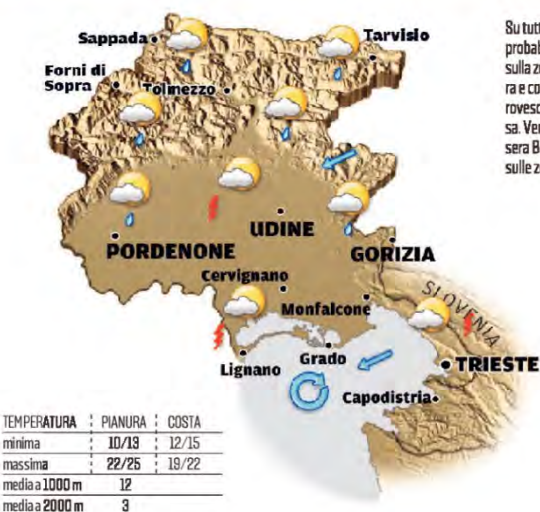 Sappada
Tarvisio
Forni di
Sopra
Tolmezzo
UDINE
PORDENONE
GORIZIA
Cervignano
Monfalcone
SLOVENIA
Lignano
Grado
TRIESTE
Capodistria
Su tutt
probab
sulla z
ra e co
rovesc
sa. Ver
sera B
sulle z
TEMPERATURA PIANURA COSTA
minima 10/13 12/15
massima 22/25 19/22
media a 1000 m 12
media a 2000 m 3